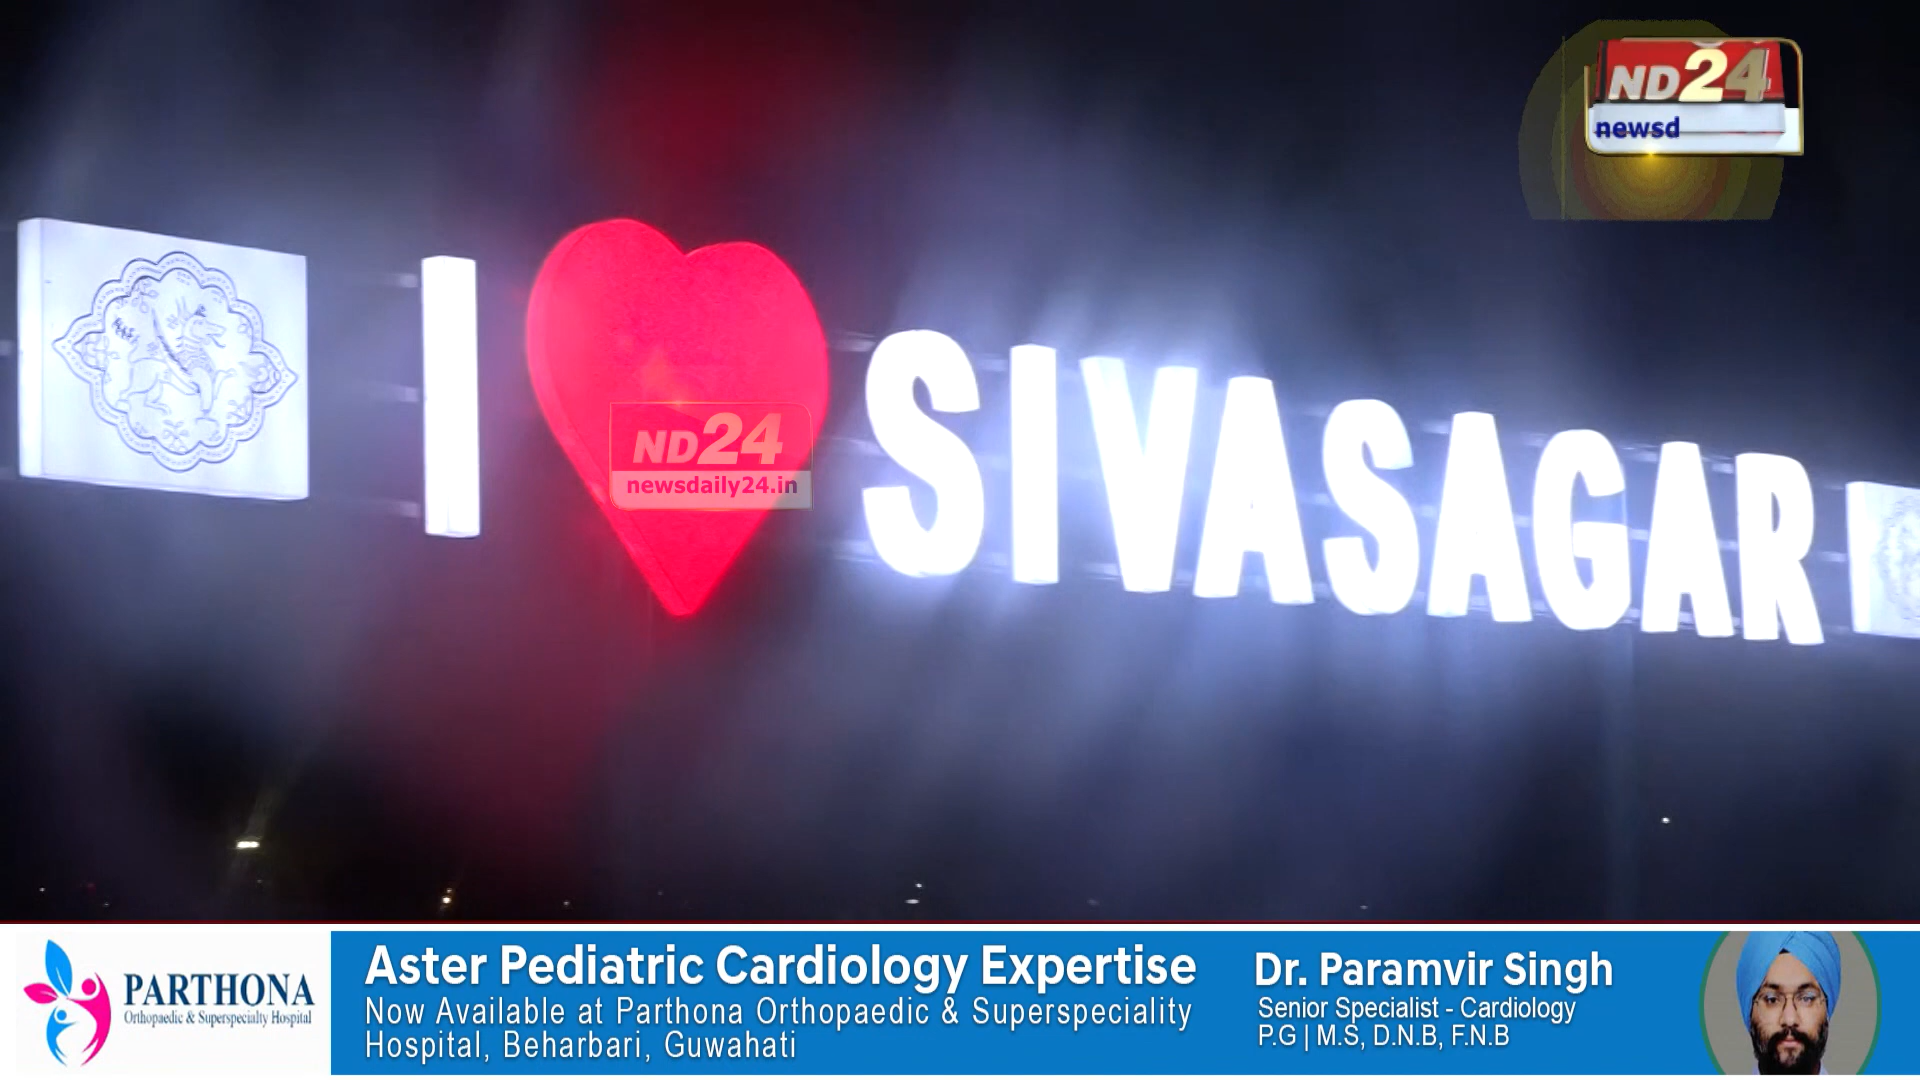 ND24
newsd
I SIVASAGAR
ND24
newsdaily24.in
PARTHONA
Orthopaedic & Superspecialty Hospital
Aster Pediatric Cardiology Expertise
Now Available at Parthona Orthopaedic & Superspeciality
Hospital, Beharbari, Guwahati
Dr. Paramvir Singh
Senior Specialist - Cardiology
P.G | M.S, D.N.B, F.N.B